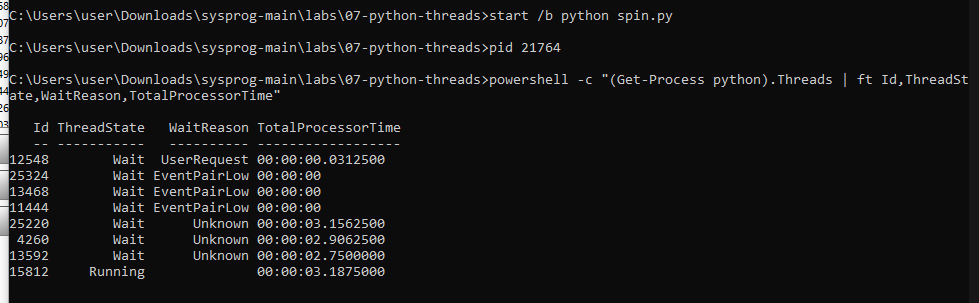 C:\Users\user\Downloads\sysprog-main\labs\07-python-threads>start /b python spin.py
C:\Users\user\Downloads\sysprog-main\labs\07-python-threads>pid 21764
C:\Users\user\Downloads\sysprog-main\labs\07-python-threads>powershell -c "(Get-Process python).Threads | ft Id,ThreadSt
ate,WaitReason,TotalProcessorTime"
Id ThreadState WaitReason TotalProcessorTime
-- ----------- ---------- ------------------
12548 Wait UserRequest 00:00:00.0312500
25324 Wait EventPairLow 00:00:00
13468 Wait EventPairLow 00:00:00
11444 Wait EventPairLow 00:00:00
25220 Wait Unknown 00:00:03.1562500
4260 Wait Unknown 00:00:02.9062500
13592 Wait Unknown 00:00:02.7500000
15812 Running 00:00:03.1875000